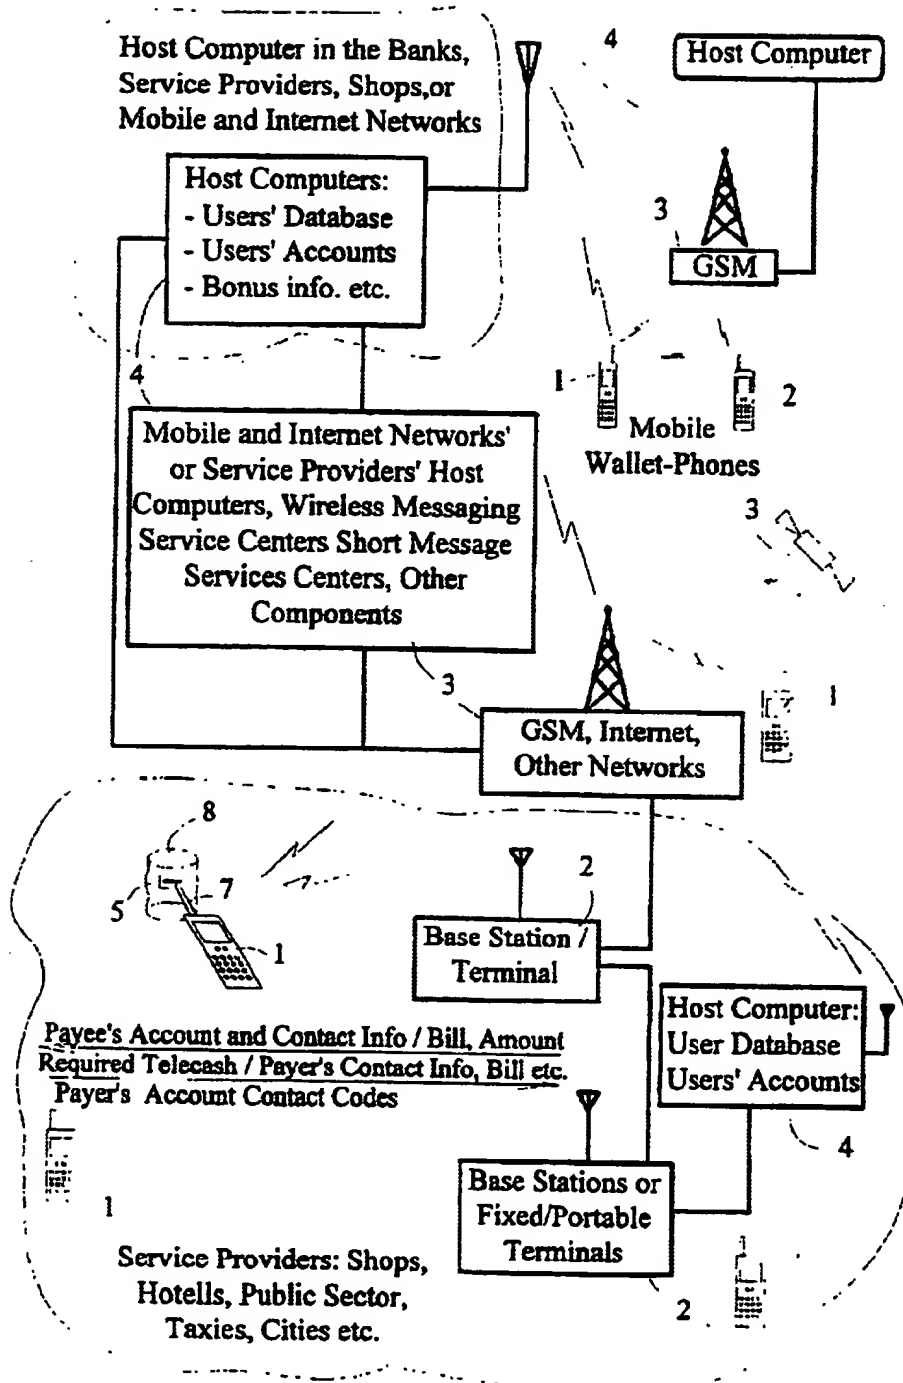 Host Computer in the Banks,
Service Providers, Shops,or
Mobile and Internet Networks
4
Host Computer
Host Computers:
- Users' Database
- Users' Accounts
- Bonus info. etc.
3
GSM
4
1
2
Mobile
Wallet-Phones
Mobile and Internet Networks'
or Service Providers' Host
Computers, Wireless Messaging
Service Centers Short Message
Services Centers, Other
Components
3
3
1
GSM, Internet,
Other Networks
8
5
7
1
2
Base Station /
Terminal
Host Computer:
User Database
Users' Accounts
4
Payee's Account and Contact Info / Bill, Amount
Required Telecash / Payer's Contact Info, Bill etc.
Payer's Account Contact Codes
1
Base Stations or
Fixed/Portable
Terminals
2
Service Providers: Shops,
Hotells, Public Sector,
Taxies, Cities etc.